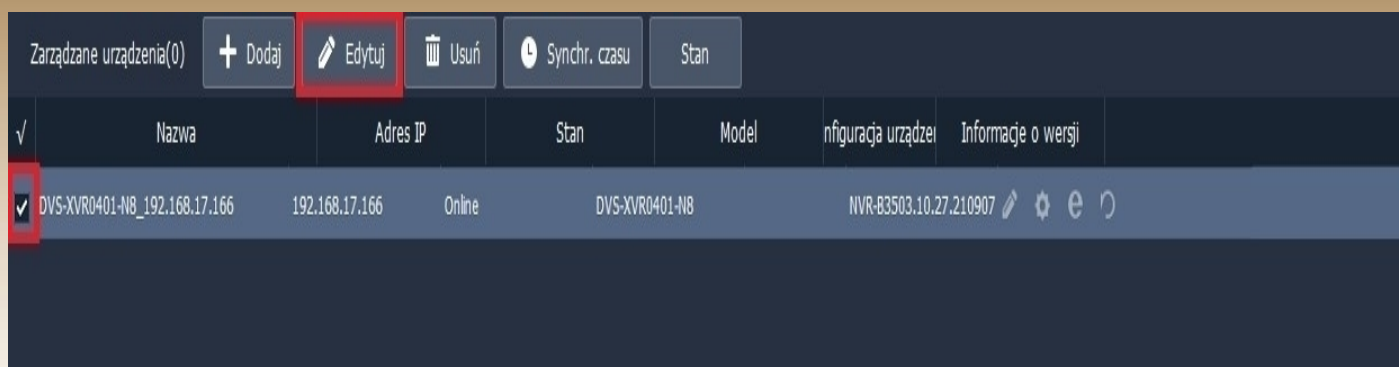 Zarządzane urządzenia(0) Dodaj Edytuj Usuń Synchr. czasu Stan
√ Nazwa Adres IP Stan Model nfiguracja urządzei Informacje o wersji
DVS-XVR0401-N8_192.168.17.166 192.168.17.166 Online DVS-XVR0401-N8 NVR-B3503.10.27.210907